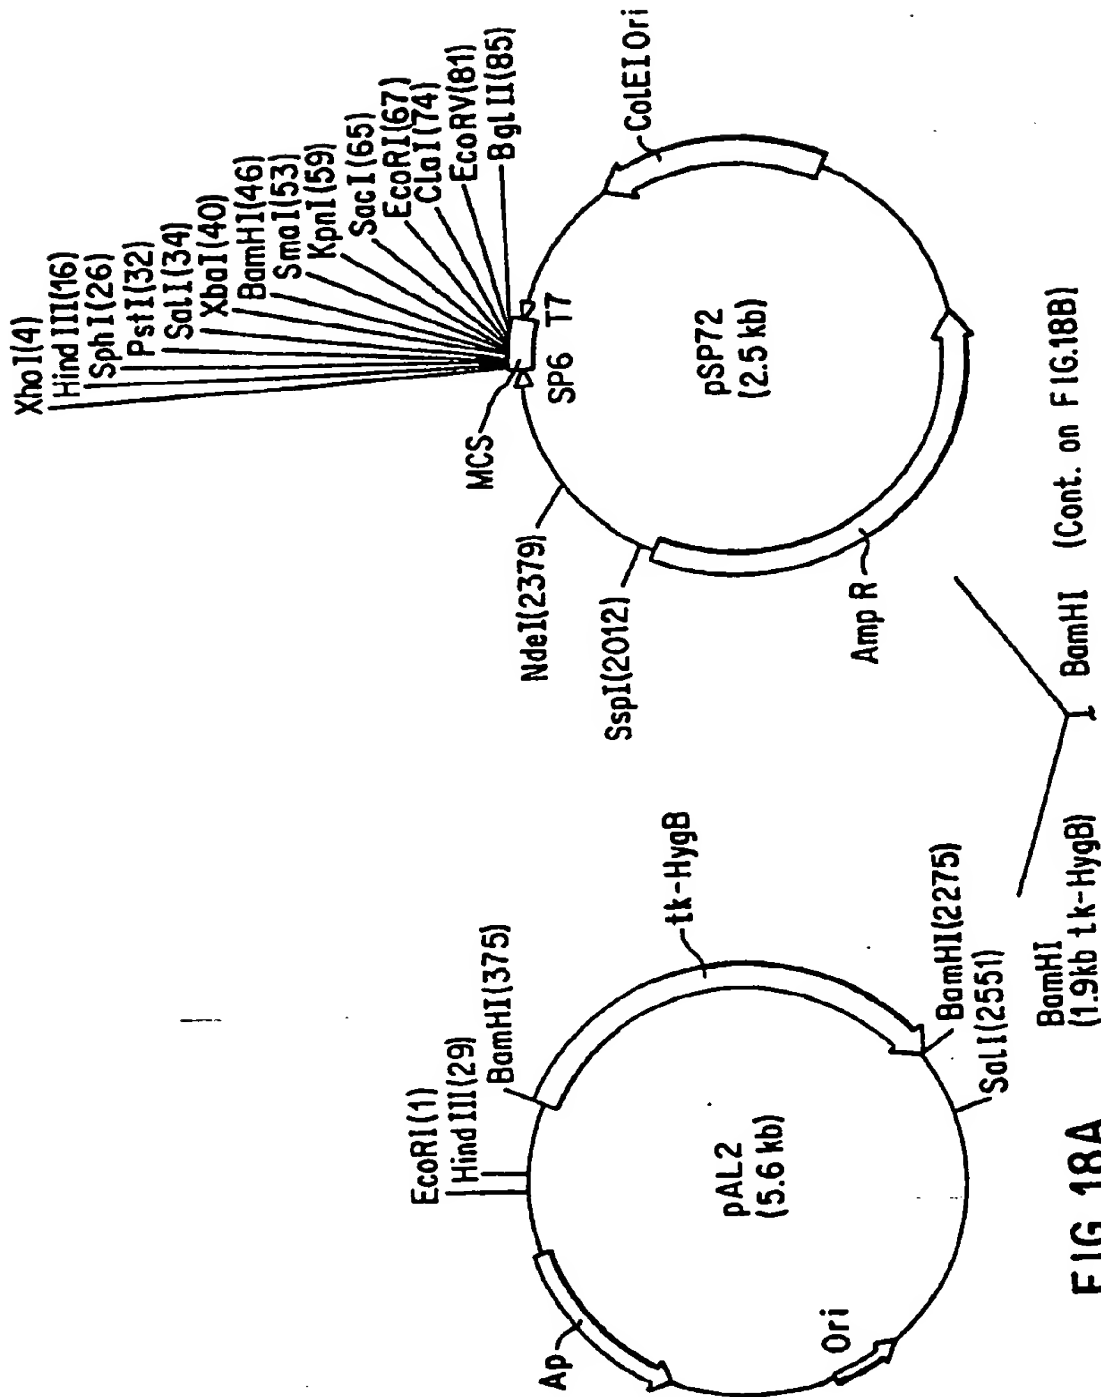 XhoI(4)
HindIII(16)
SphI(26)
PstI(32)
SalI(34)
XbaI(40)
BamHI(46)
SmaI(53)
KpnI(59)
SacI(65)
EcoRI(67)
ClaI(74)
EcoRV(81)
BglII(85)
MCS
SP6
T7
ColEIOri
NdeI(2379)
SspI(2012)
Amp R
pSP72
(2.5 kb)
EcoRI(1)
HindIII(29)
BamHI(375)
tk-HygB
BamHI(2275)
SalI(2551)
Ap
Ori
pAL2
(5.6 kb)
BamHI
(1.9kb tk-HygB)
BamHI
(Cont. on FIG.18B)
FIG. 18A